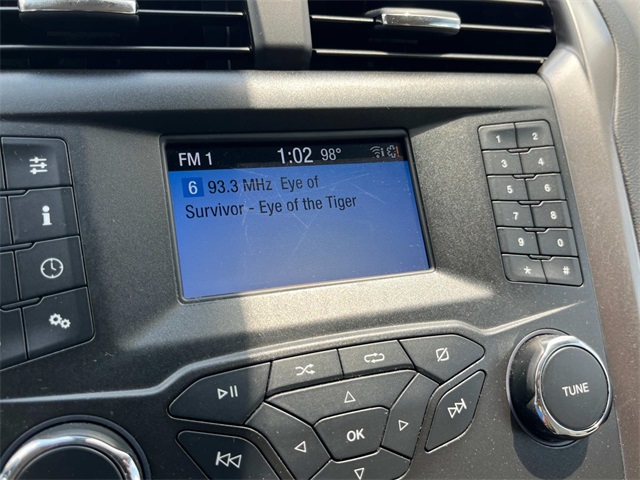 FM 1 1:02 98°
6 93.3 MHz Eye of
Survivor - Eye of the Tiger
1 2
3 4
5 6
7 8
9 0
* #
i
OK
TUNE